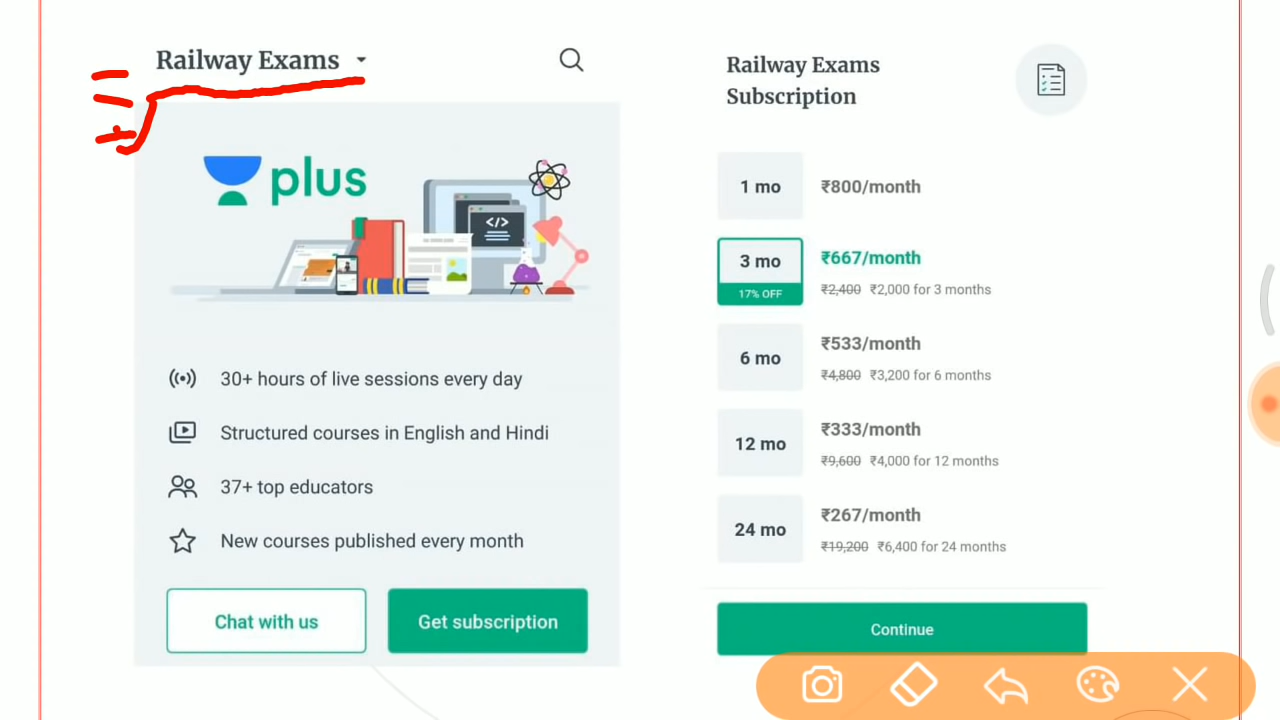 Railway Exams
plus
</>
30+ hours of live sessions every day
Structured courses in English and Hindi
37+ top educators
New courses published every month
Chat with us
Get subscription
Railway Exams
Subscription
1 mo
₹800/month
3 mo
17% OFF
₹667/month
₹2,400 ₹2,000 for 3 months
6 mo
₹533/month
₹4,800 ₹3,200 for 6 months
12 mo
₹333/month
₹9,600 ₹4,000 for 12 months
24 mo
₹267/month
₹19,200 ₹6,400 for 24 months
Continue